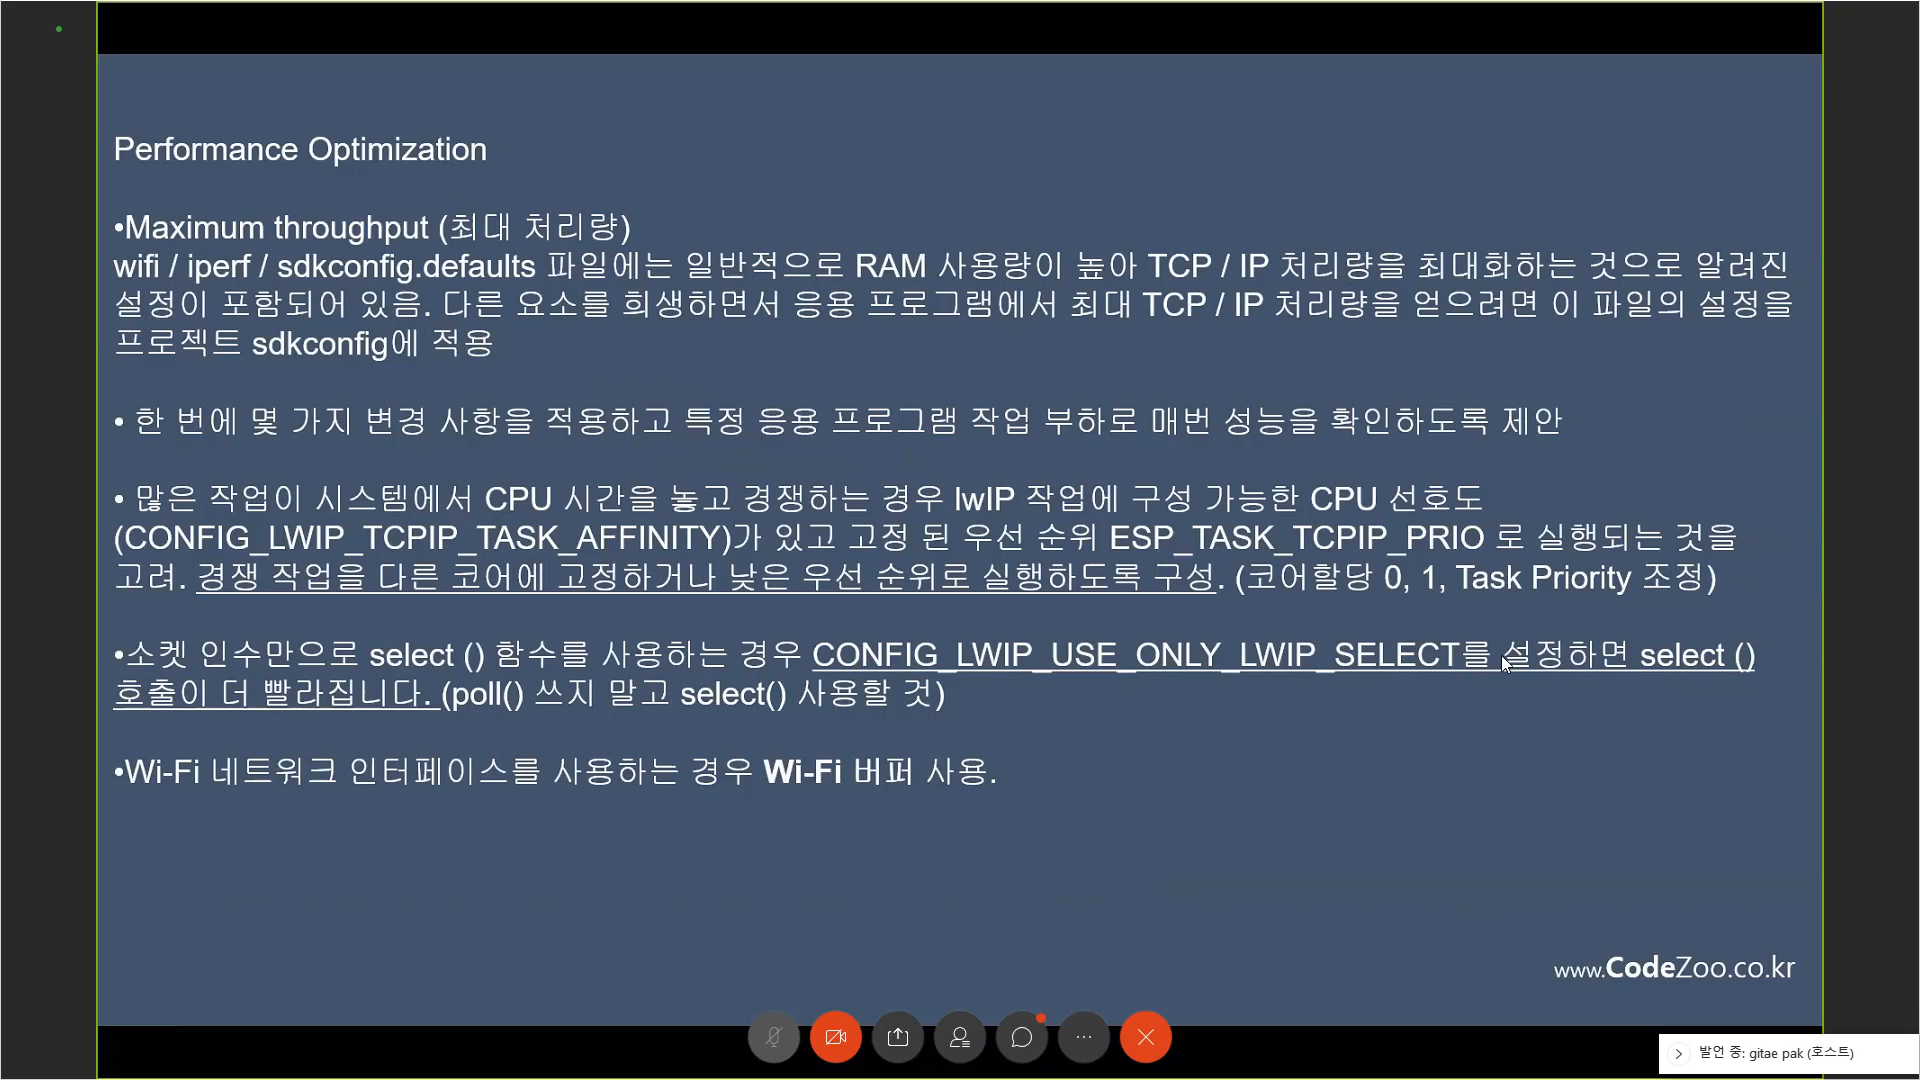 Performance Optimization
•Maximum throughput (최대 처리량)
wifi / iperf / sdkconfig.defaults 파일에는 일반적으로 RAM 사용량이 높아 TCP / IP 처리량을 최대화하는 것으로 알려진
설정이 포함되어 있음. 다른 요소를 희생하면서 응용 프로그램에서 최대 TCP / IP 처리량을 얻으려면 이 파일의 설정을
프로젝트 sdkconfig에 적용
• 한 번에 몇 가지 변경 사항을 적용하고 특정 응용 프로그램 작업 부하로 매번 성능을 확인하도록 제안
• 많은 작업이 시스템에서 CPU 시간을 놓고 경쟁하는 경우 lwIP 작업에 구성 가능한 CPU 선호도
(CONFIG_LWIP_TCPIP_TASK_AFFINITY)가 있고 고정 된 우선 순위 ESP_TASK_TCPIP_PRIO 로 실행되는 것을
고려. 경쟁 작업을 다른 코어에 고정하거나 낮은 우선 순위로 실행하도록 구성. (코어할당 0, 1, Task Priority 조정)
•소켓 인수만으로 select () 함수를 사용하는 경우 CONFIG_LWIP_USE_ONLY_LWIP_SELECT를 설정하면 select ()
호출이 더 빨라집니다. (poll() 쓰지 말고 select() 사용할 것)
•Wi-Fi 네트워크 인터페이스를 사용하는 경우 Wi-Fi 버퍼 사용.
www.CodeZoo.co.kr
발언 중: gitae pak (호스트)